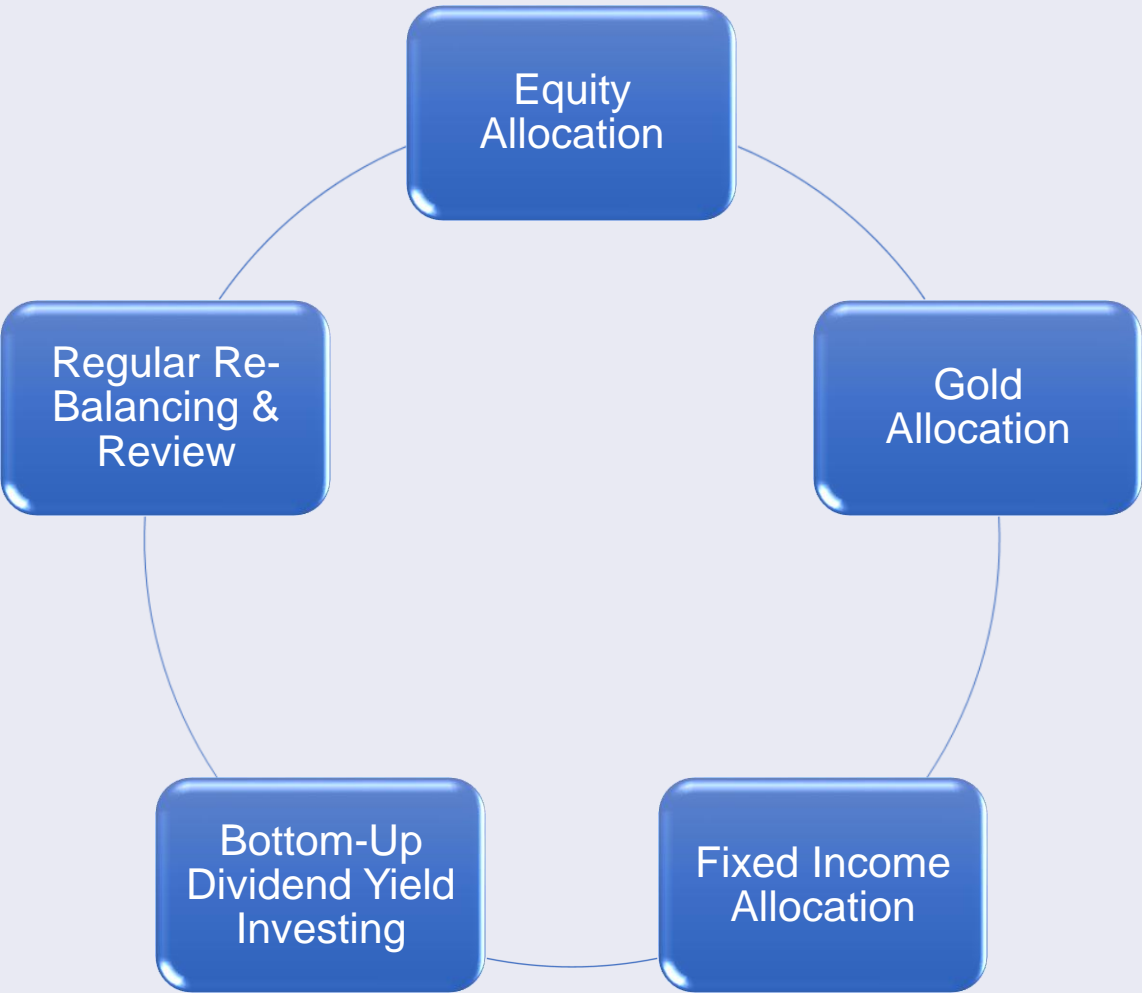 Equity
Allocation
Gold
Allocation
Fixed Income
Allocation
Bottom-Up
Dividend Yield
Investing
Regular Re-
Balancing &
Review